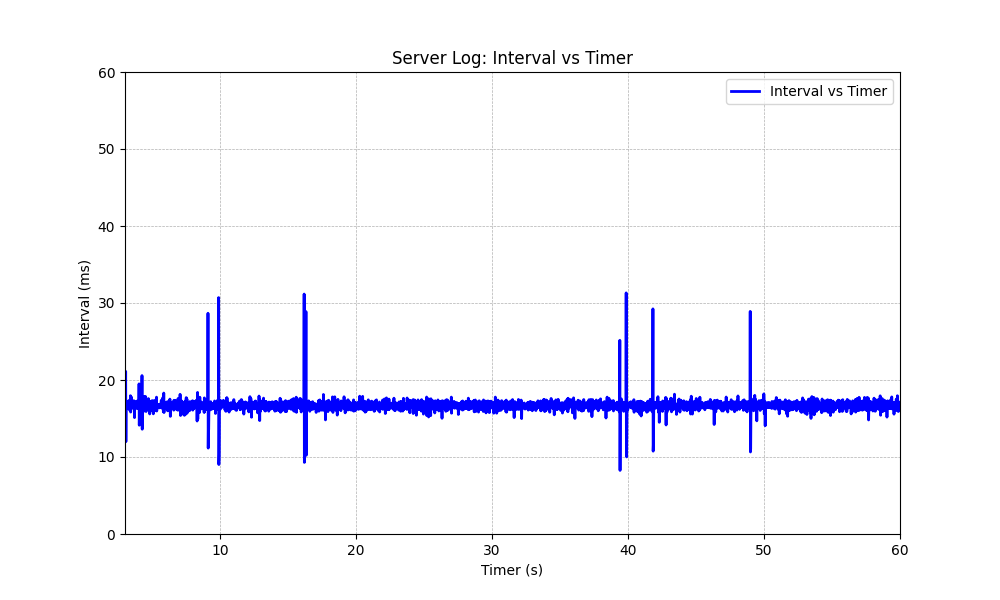 Server Log: Interval vs Timer
Interval vs Timer
60
50
40
30
20
10
0
Interval (ms)
10 20 30 40 50 60
Timer (s)